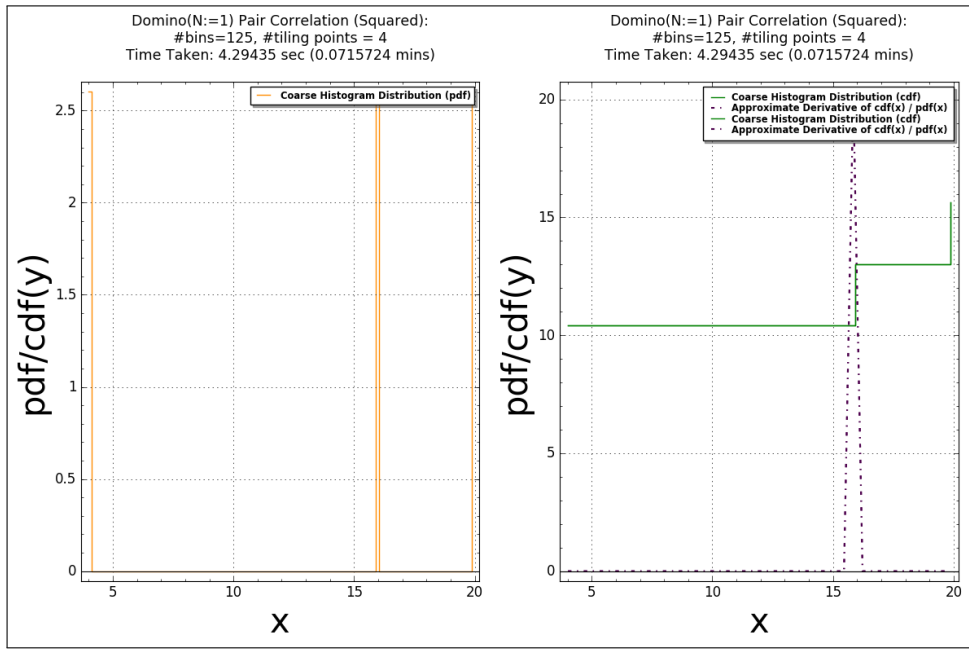 Domino(N:=1) Pair Correlation (Squared):
#bins=125, #tiling points = 4
Time Taken: 4.29435 sec (0.0715724 mins)
Coarse Histogram Distribution (pdf)
2.5
2
1.5
1
0.5
0
5
10
15
20
pdf/cdf(y)
x
Domino(N:=1) Pair Correlation (Squared):
#bins=125, #tiling points = 4
Time Taken: 4.29435 sec (0.0715724 mins)
Coarse Histogram Distribution (cdf)
Approximate Derivative of cdf(x) / pdf(x)
Coarse Histogram Distribution (cdf)
Approximate Derivative of cdf(x) / pdf(x)
20
15
10
5
0
5
10
15
20
pdf/cdf(y)
x